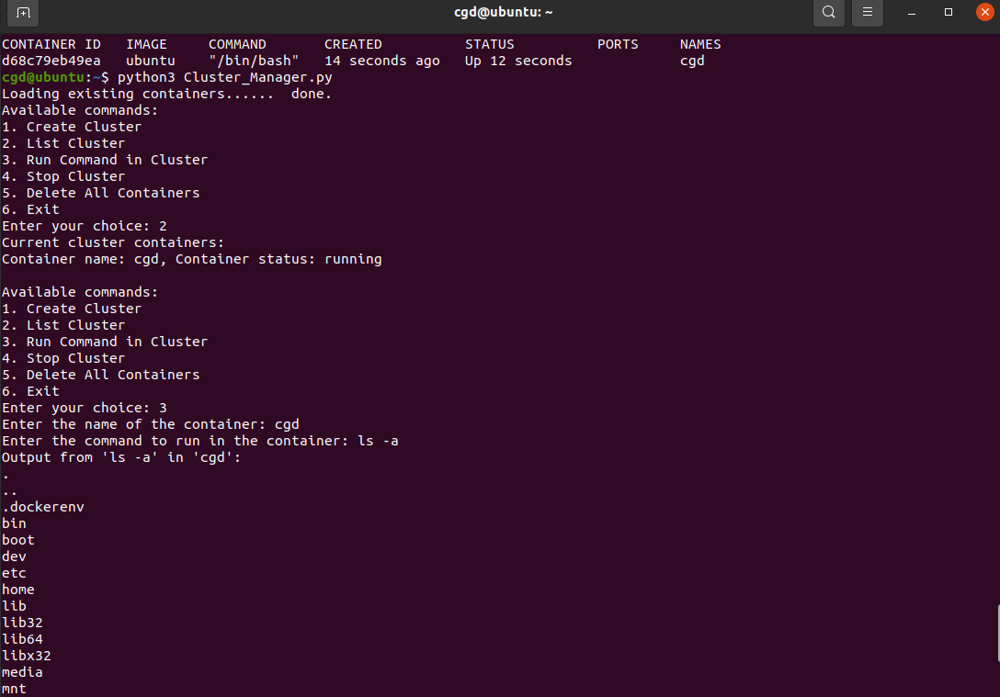 cgd@ubuntu: ~
CONTAINER ID   IMAGE     COMMAND       CREATED          STATUS          PORTS     NAMES
d68c79eb49ea   ubuntu    "/bin/bash"   14 seconds ago   Up 12 seconds             cgd
cgd@ubuntu:~$ python3 Cluster_Manager.py
Loading existing containers......  done.
Available commands:
1. Create Cluster
2. List Cluster
3. Run Command in Cluster
4. Stop Cluster
5. Delete All Containers
6. Exit
Enter your choice: 2
Current cluster containers:
Container name: cgd, Container status: running
Available commands:
1. Create Cluster
2. List Cluster
3. Run Command in Cluster
4. Stop Cluster
5. Delete All Containers
6. Exit
Enter your choice: 3
Enter the name of the container: cgd
Enter the command to run in the container: ls -a
Output from 'ls -a' in 'cgd':
.
..
.dockerenv
bin
boot
dev
etc
home
lib
lib32
lib64
libx32
media
mnt